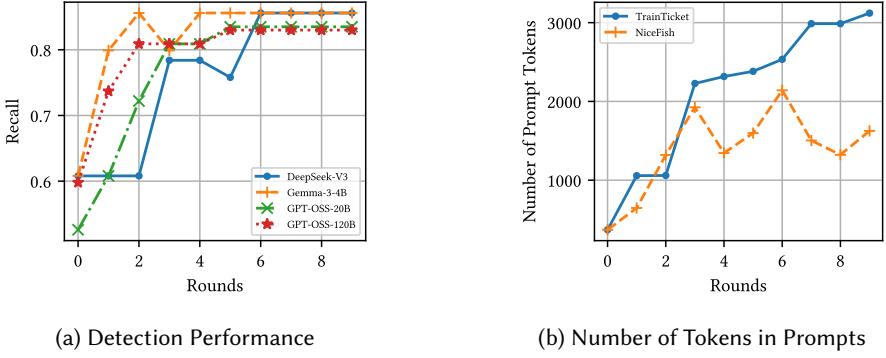 0.8
0.7
0.6
Recall
0 2 4 6 8
Rounds
DeepSeek-V3
Gemma-3-4B
GPT-OSS-20B
GPT-OSS-120B
(a) Detection Performance
3000
2000
1000
Number of Prompt Tokens
0 2 4 6 8
Rounds
TrainTicket
NiceFish
(b) Number of Tokens in Prompts